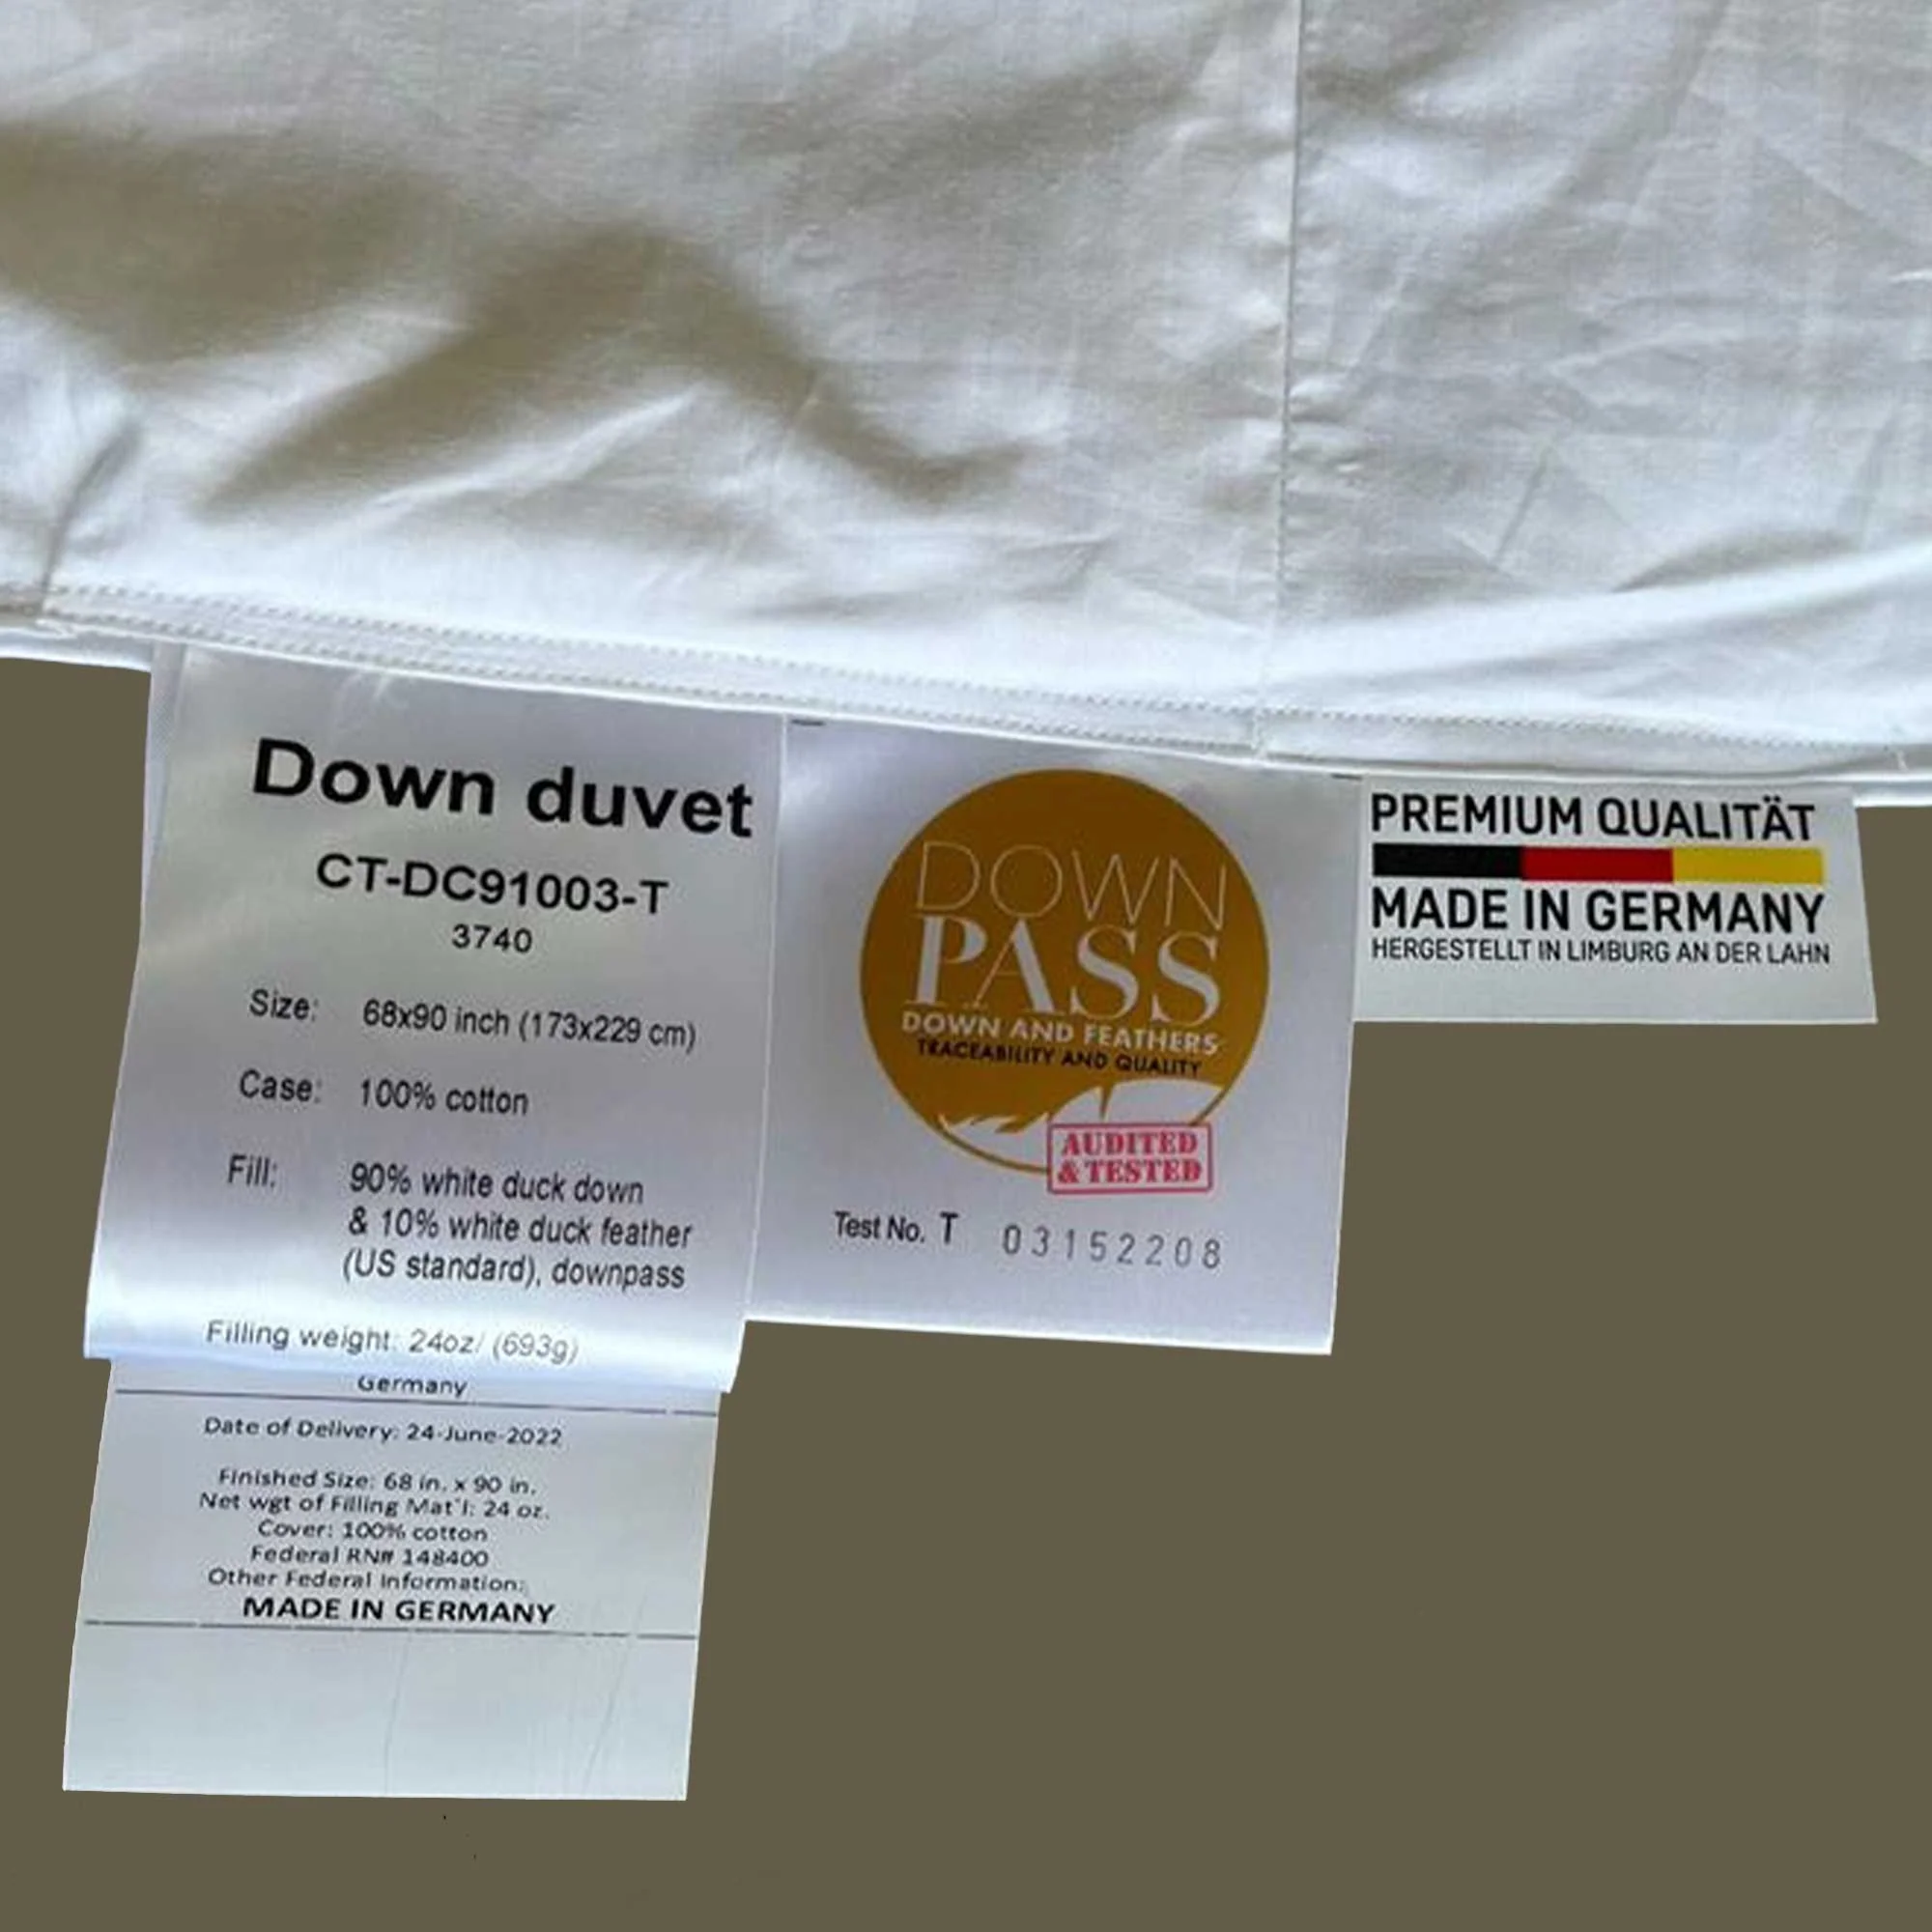 Down duvet
CT-DC91003-T
3740
Size: 68x90 inch (173x229 cm)
Case: 100% cotton
Fill: 90% white duck down
& 10% white duck feather
(US standard), downpass
Filling weight: 24oz/ (693g)
Germany
Date of Delivery: 24-June-2022
Finished Size: 68 in. x 90 in.
Net wgt of Filling Mat'l: 24 oz.
Cover: 100% cotton
Federal RN# 148400
Other Federal Information:
MADE IN GERMANY
DOWN
PASS
DOWN AND FEATHERS
TRACEABILITY AND QUALITY
AUDITED
& TESTED
Test No. T 03152208
PREMIUM QUALITÄT
MADE IN GERMANY
HERGESTELLT IN LIMBURG AN DER LAHN